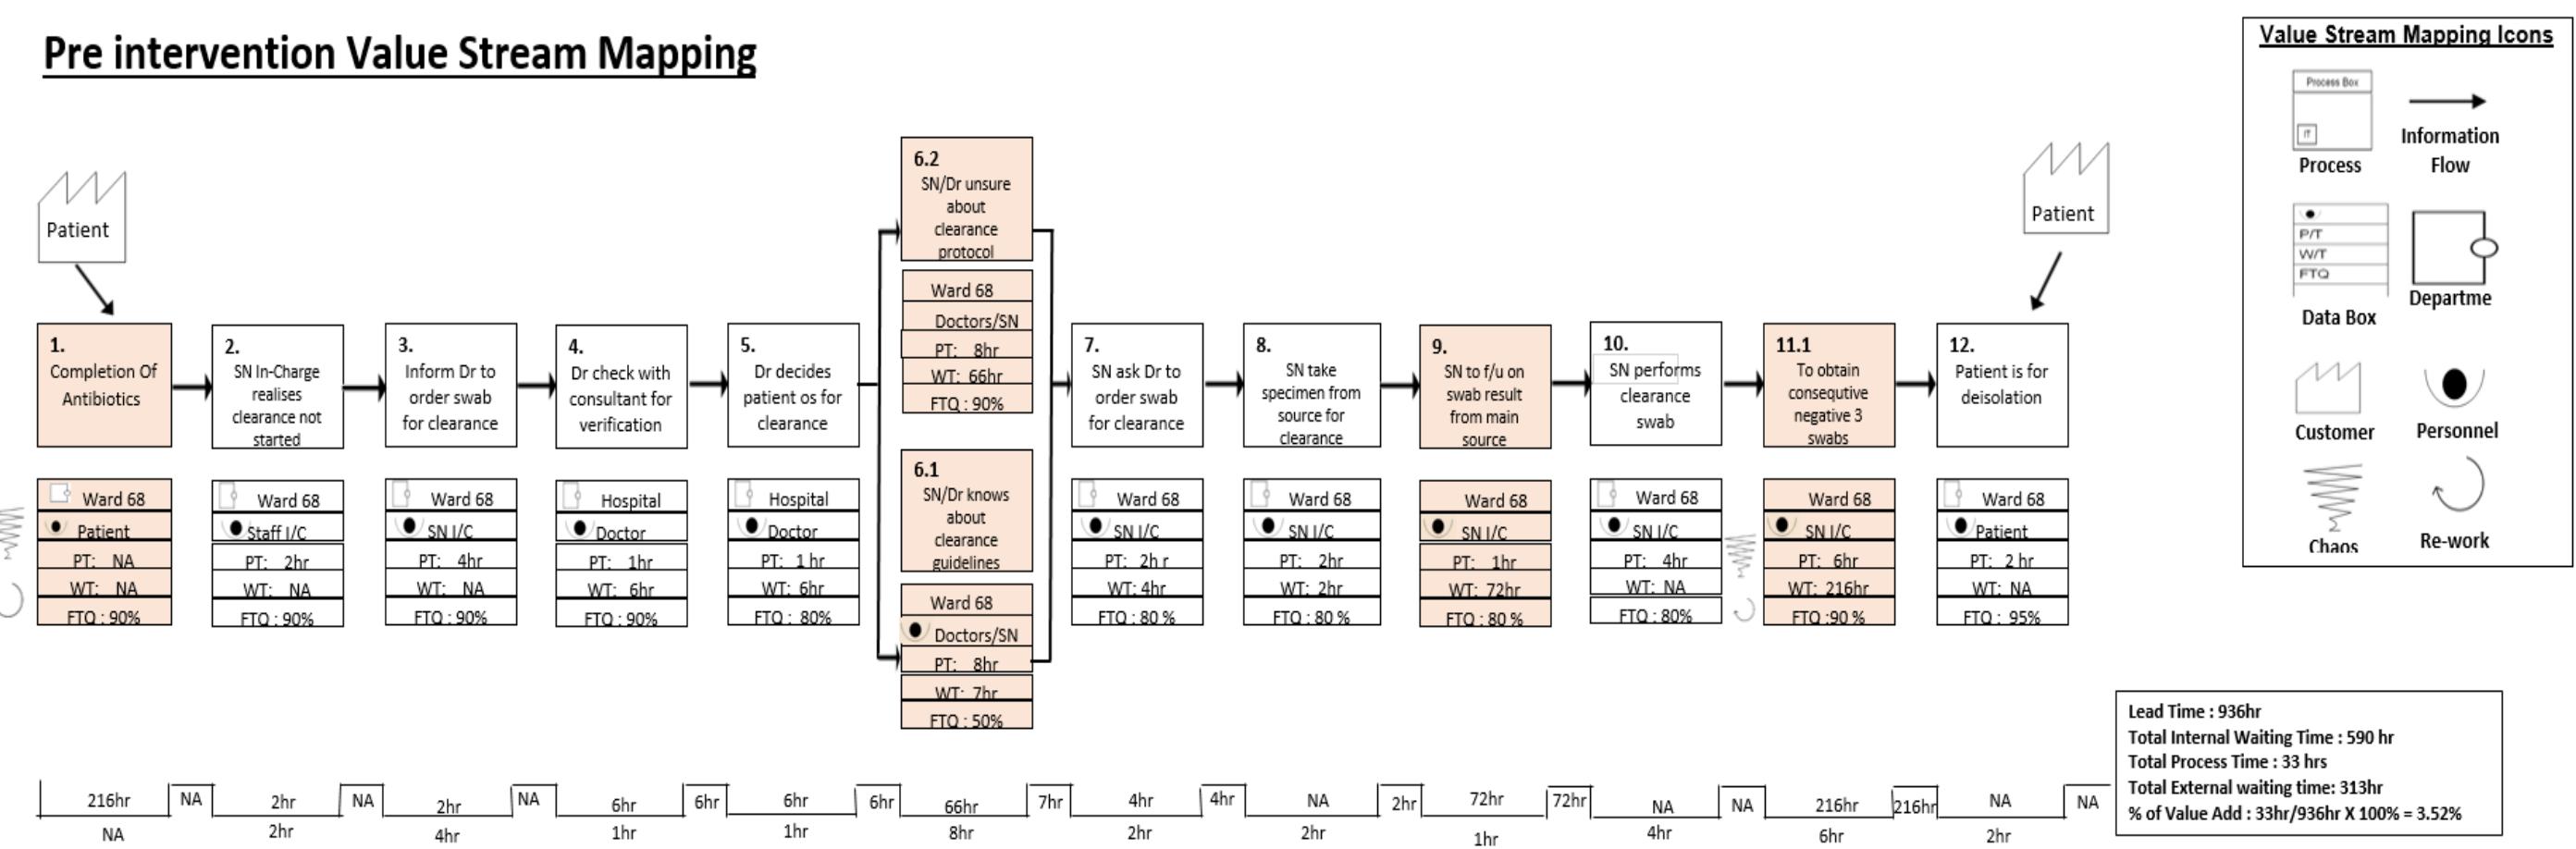 Pre intervention Value Stream Mapping
Value Stream Mapping Icons
Process Box
IT
Process
Information
Flow
P/T
W/T
FTQ
Data Box
Departme
Customer
Personnel
Chaos
Re-work
Patient
Patient
1.
Completion Of
Antibiotics
Ward 68
Patient
PT: NA
WT: NA
FTQ : 90%
2.
SN In-Charge
realises
clearance not
started
Ward 68
Staff I/C
PT: 2hr
WT: NA
FTQ : 90%
3.
Inform Dr to
order swab
for clearance
Ward 68
SN I/C
PT: 4hr
WT: NA
FTQ : 90%
4.
Dr check with
consultant for
verification
Hospital
Doctor
PT: 1hr
WT: 6hr
FTQ : 90%
5.
Dr decides
patient os for
clearance
Hospital
Doctor
PT: 1 hr
WT: 6hr
FTQ : 80%
6.2
SN/Dr unsure
about
clearance
protocol
Ward 68
Doctors/SN
PT: 8hr
WT: 66hr
FTQ : 90%
6.1
SN/Dr knows
about
clearance
guidelines
Ward 68
Doctors/SN
PT: 8hr
WT: 7hr
FTQ : 50%
7.
SN ask Dr to
order swab
for clearance
Ward 68
SN I/C
PT: 2h r
WT: 4hr
FTQ : 80 %
8.
SN take
specimen from
source for
clearance
Ward 68
SN I/C
PT: 2hr
WT: 2hr
FTQ : 80 %
9.
SN to f/u on
swab result
from main
source
Ward 68
SN I/C
PT: 1hr
WT: 72hr
FTQ : 80 %
10.
SN performs
clearance
swab
Ward 68
SN I/C
PT: 4hr
WT: NA
FTQ : 80%
11.1
To obtain
consequtive
negative 3
swabs
Ward 68
SN I/C
PT: 6hr
WT: 216hr
FTQ :90 %
12.
Patient is for
deisolation
Ward 68
Patient
PT: 2 hr
WT: NA
FTQ : 95%
216hr NA 2hr NA 2hr NA 6hr 6hr 6hr 6hr 66hr 7hr 4hr 4hr NA 2hr 72hr 72hr NA NA 216hr 216hr NA NA
NA 2hr 4hr 1hr 1hr 8hr 2hr 2hr 1hr 4hr 6hr 2hr
Lead Time : 936hr
Total Internal Waiting Time : 590 hr
Total Process Time : 33 hrs
Total External waiting time: 313hr
% of Value Add : 33hr/936hr X 100% = 3.52%